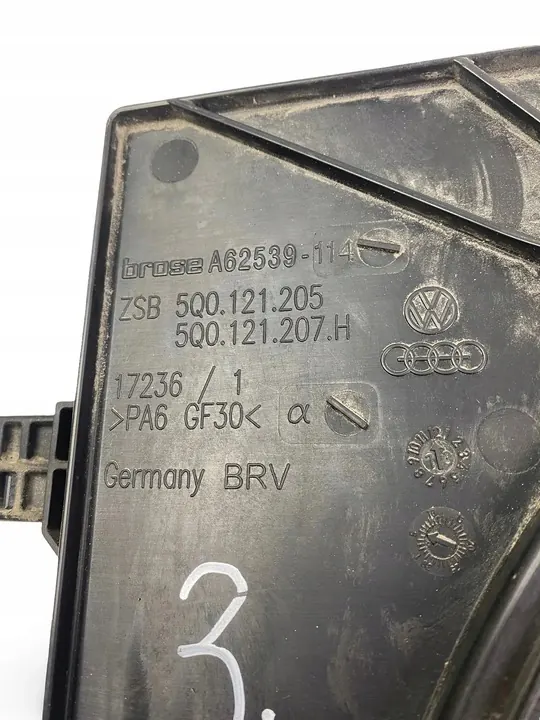 brose A62539-114
ZSB 5Q0.121.205
5Q0.121.207.H
17236 / 1
>PA6 GF30< α
Germany BRV
3.